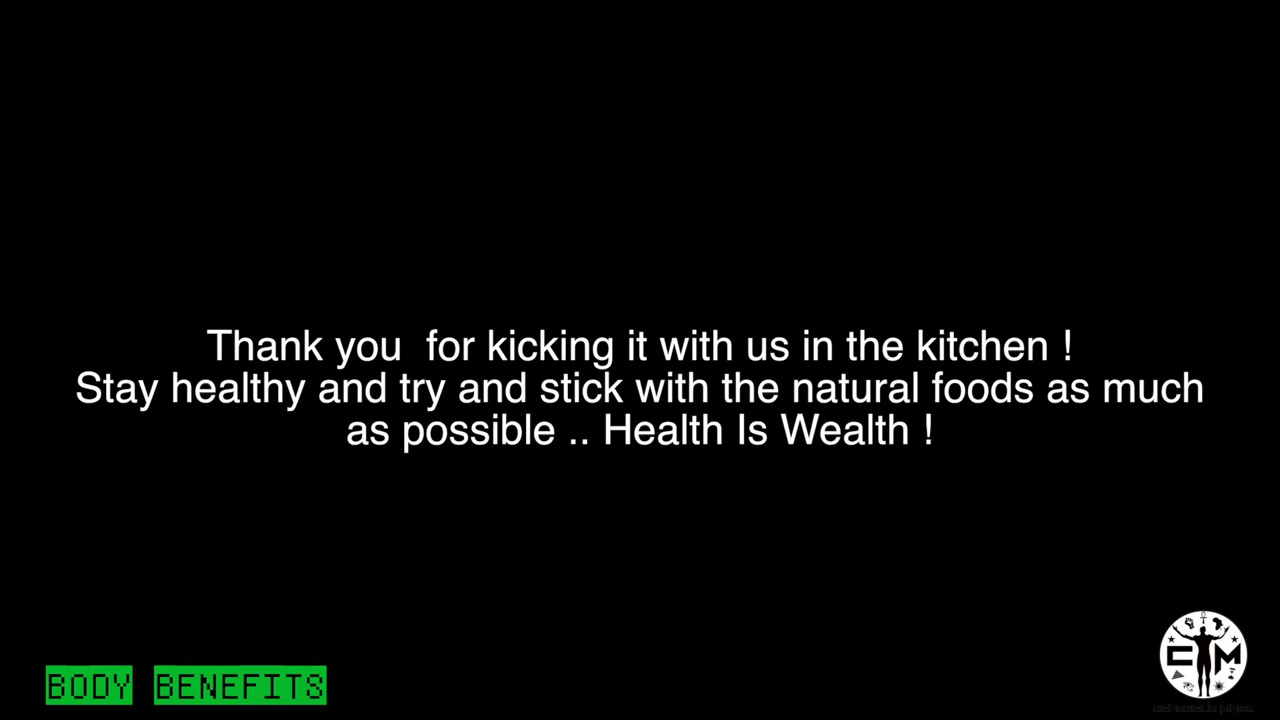 Thank you  for kicking it with us in the kitchen !
Stay healthy and try and stick with the natural foods as much
as possible .. Health Is Wealth !
BODY BENEFITS
C M